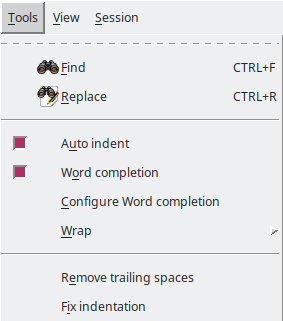 Tools View Session
Find CTRL+F
Replace CTRL+R
Auto indent
Word completion
Configure Word completion
Wrap
Remove trailing spaces
Fix indentation